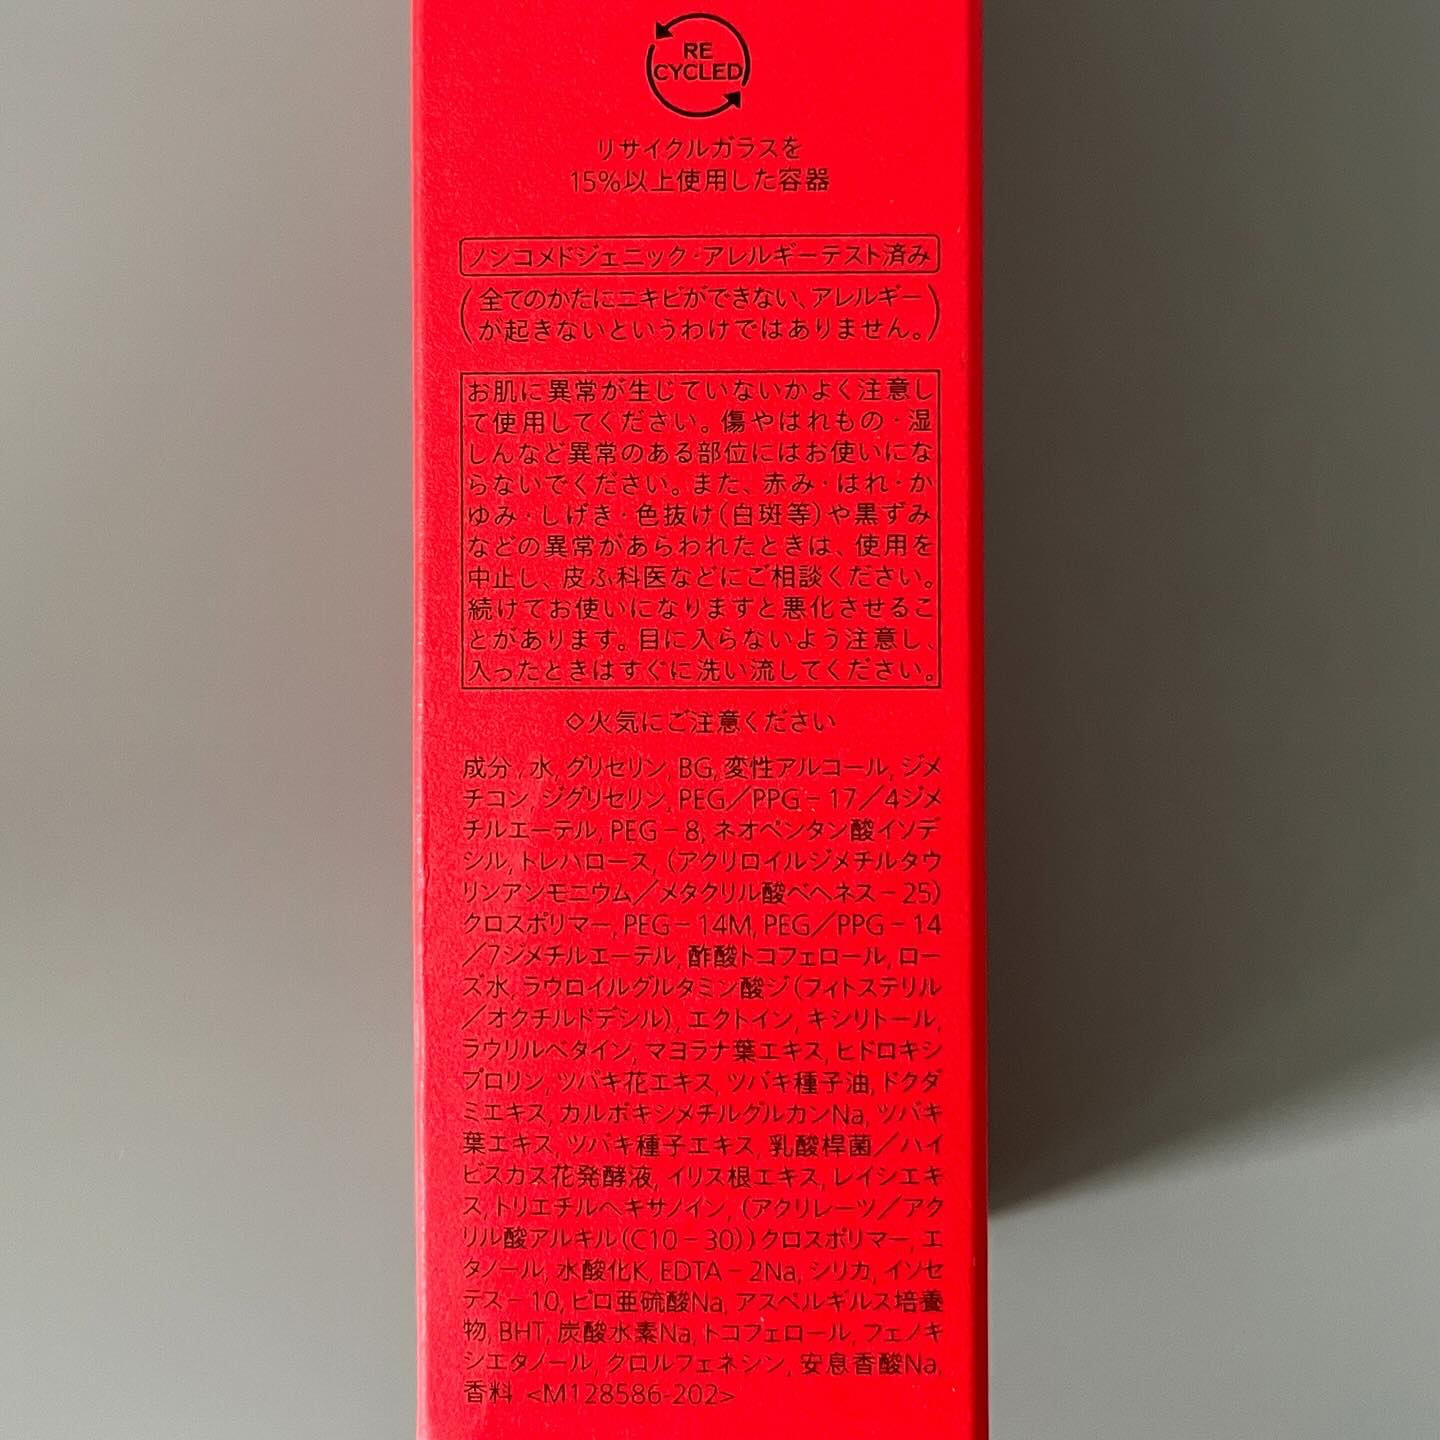 RE
CYCLED
リサイクルガラスを
15%以上使用した容器
ノンコメドジェニック・アレルギーテスト済み
(全てのかたにニキビができない、アレルギー
が起きないというわけではありません。)
お肌に異常が生じていないかよく注意し
て使用してください。傷やはれもの・湿
しんなど異常のある部位にはお使いにな
らないでください。また、赤み・はれ・か
ゆみ・しげき・色抜け(白斑等)や黒ずみ
などの異常があらわれたときは、使用を
中止し、皮ふ科医などにご相談ください。
続けてお使いになりますと悪化させるこ
とがあります。目に入らないよう注意し、
入ったときはすぐに洗い流してください。
◇火気にご注意ください
成分:水,グリセリン,BG,変性アルコール,ジメ
チコン,ジグリセリン,PEG/PPG-17/4ジメ
チルエーテル,PEG-8,ネオペンタン酸イソデ
シル,トレハロース,(アクリロイルジメチルタウ
リンアンモニウム/メタクリル酸ベヘネス-25)
クロスポリマー,PEG-14M,PEG/PPG-14
/7ジメチルエーテル,酢酸トコフェロール,ロー
ズ水,ラウロイルグルタミン酸ジ(フィトステリル
/オクチルドデシル),エクトイン,キシリトール,
ラウリルベタイン,マヨラナ葉エキス,ヒドロキシ
プロリン,ツバキ花エキス,ツバキ種子油,ドクダ
ミエキス,カルボキシメチルグルカンNa,ツバキ
葉エキス,ツバキ種子エキス,乳酸桿菌/ハイ
ビスカス花発酵液,イリス根エキス,レイシエキ
ス,トリエチルヘキサノイン,(アクリレーツ/アク
リル酸アルキル(C10-30))クロスポリマー,エ
タノール,水酸化K,EDTA-2Na,シリカ,イソセ
テス-10,ピロ亜硫酸Na,アスペルギルス培養
物,BHT,炭酸水素Na,トコフェロール,フェノキ
シエタノール,クロルフェネシン,安息香酸Na,
香料 <M128586-202>